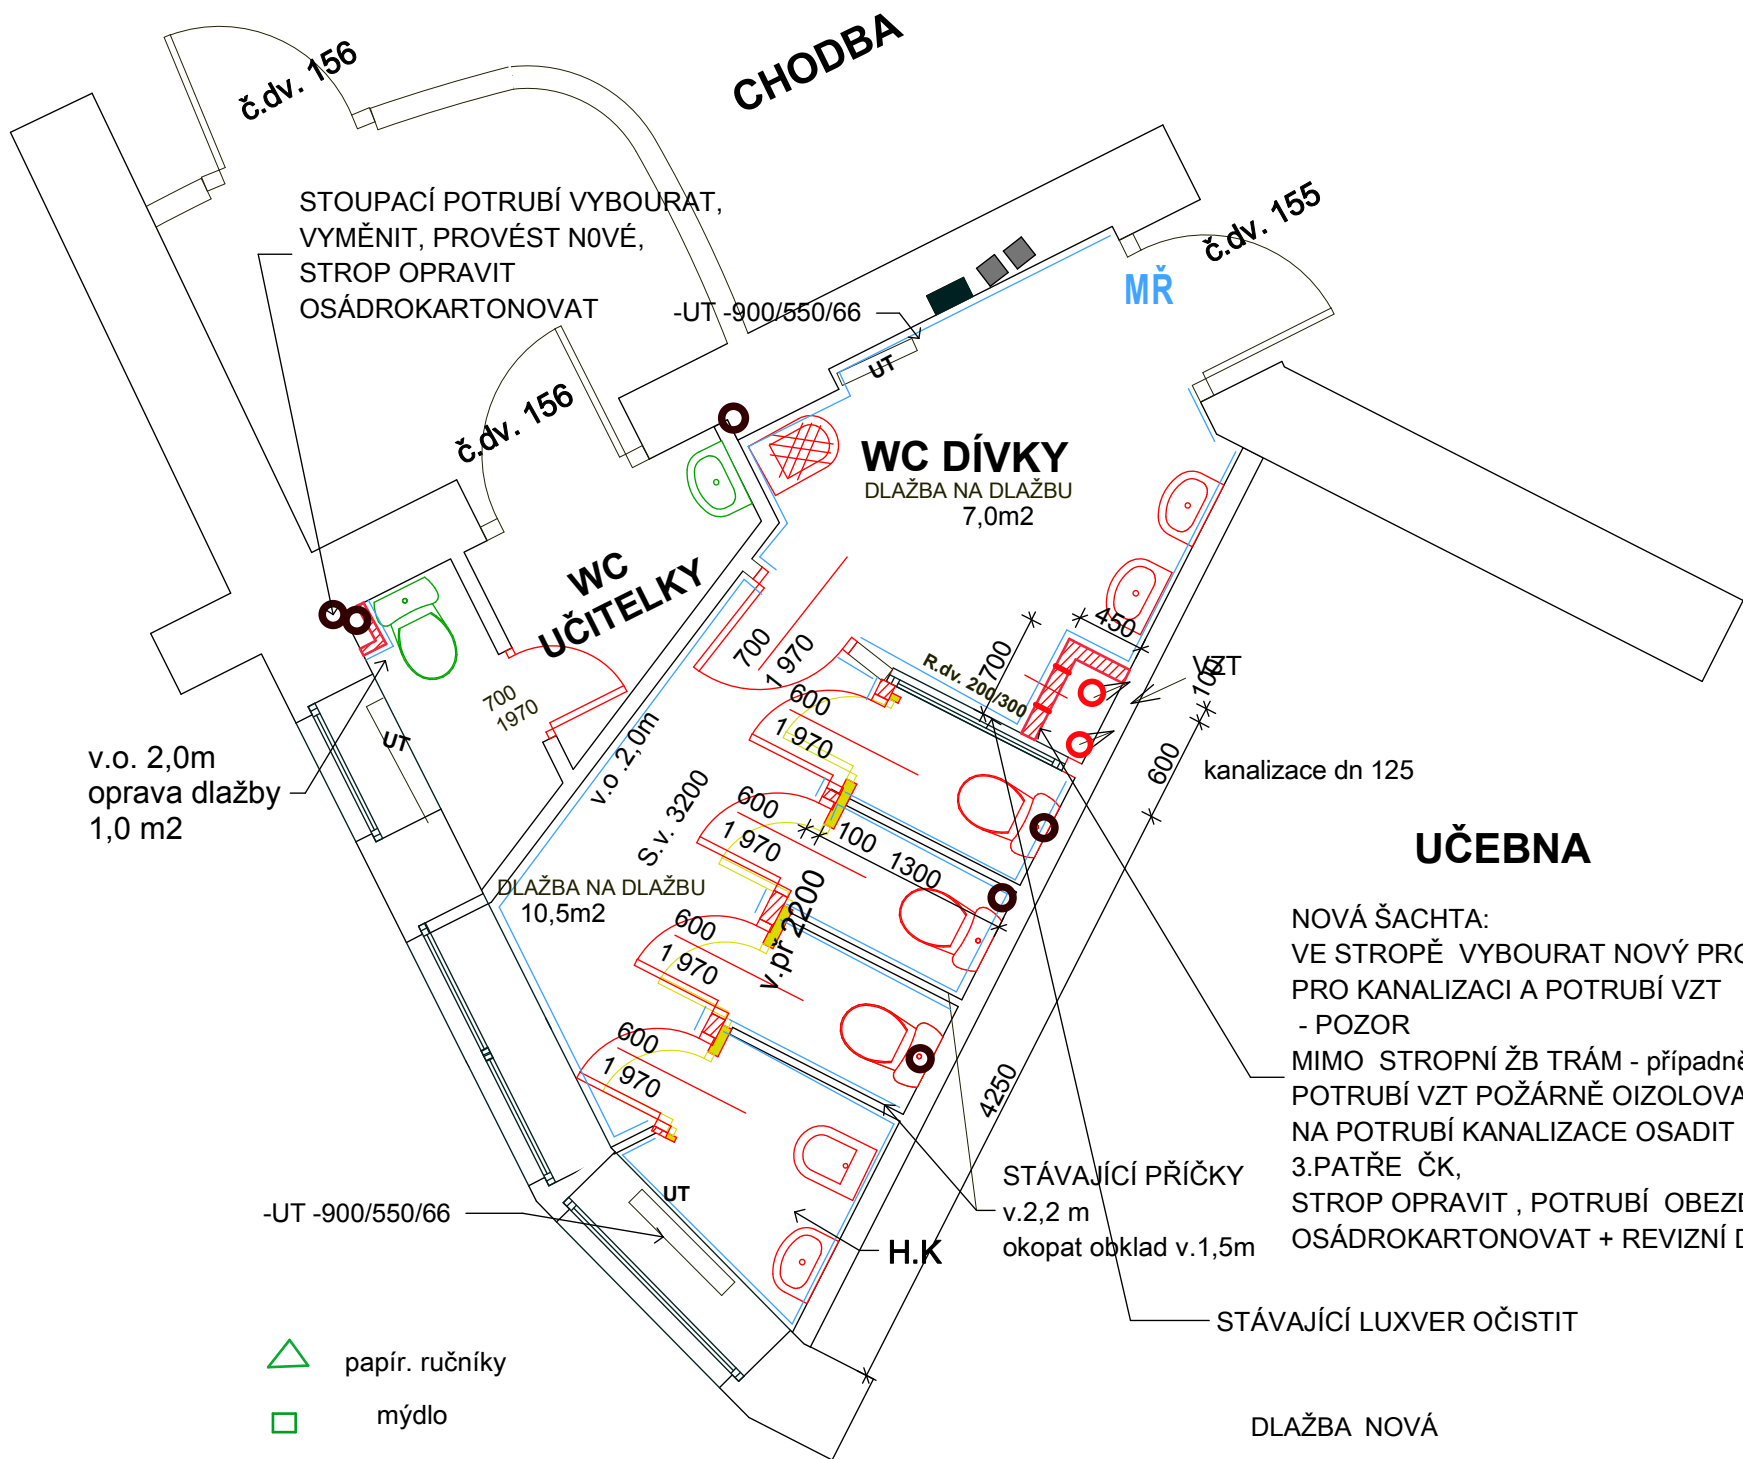 CHODBA
č.dv. 156
STOUPACÍ POTRUBÍ VYBOURAT,
VYMĚNIT, PROVÉST N0VÉ,
STROP OPRAVIT
OSÁDROKARTONOVAT
č.dv. 155
MŘ
-UT -900/550/66
UT
č.dv. 156
WC DÍVKY
DLAŽBA NA DLAŽBU
7,0m2
WC
UČITELKY
700
1970
UT
v.o. 2,0m
oprava dlažby
1,0 m2
700
1 970
R.dv. 200/300
700
450
VZT
100
600
kanalizace dn 125
v.o .2,0m
S.v. 3200
600
1 970
600
1 970
100
1300
DLAŽBA NA DLAŽBU
10,5m2
v.př 2200
600
1 970
600
1 970
4250
UČEBNA
NOVÁ ŠACHTA:
VE STROPĚ  VYBOURAT NOVÝ PRO
PRO KANALIZACI A POTRUBÍ VZT
- POZOR
MIMO  STROPNÍ ŽB TRÁM - případně
POTRUBÍ VZT POŽÁRNĚ OIZOLOVA
NA POTRUBÍ KANALIZACE OSADIT
3.PATŘE  ČK,
STROP OPRAVIT , POTRUBÍ  OBEZD
OSÁDROKARTONOVAT + REVIZNÍ D
STÁVAJÍCÍ PŘÍČKY
v.2,2 m
okopat obklad v.1,5m
UT
-UT -900/550/66
H.K
STÁVAJÍCÍ LUXVER OČISTIT
papír. ručníky
mýdlo
DLAŽBA  NOVÁ